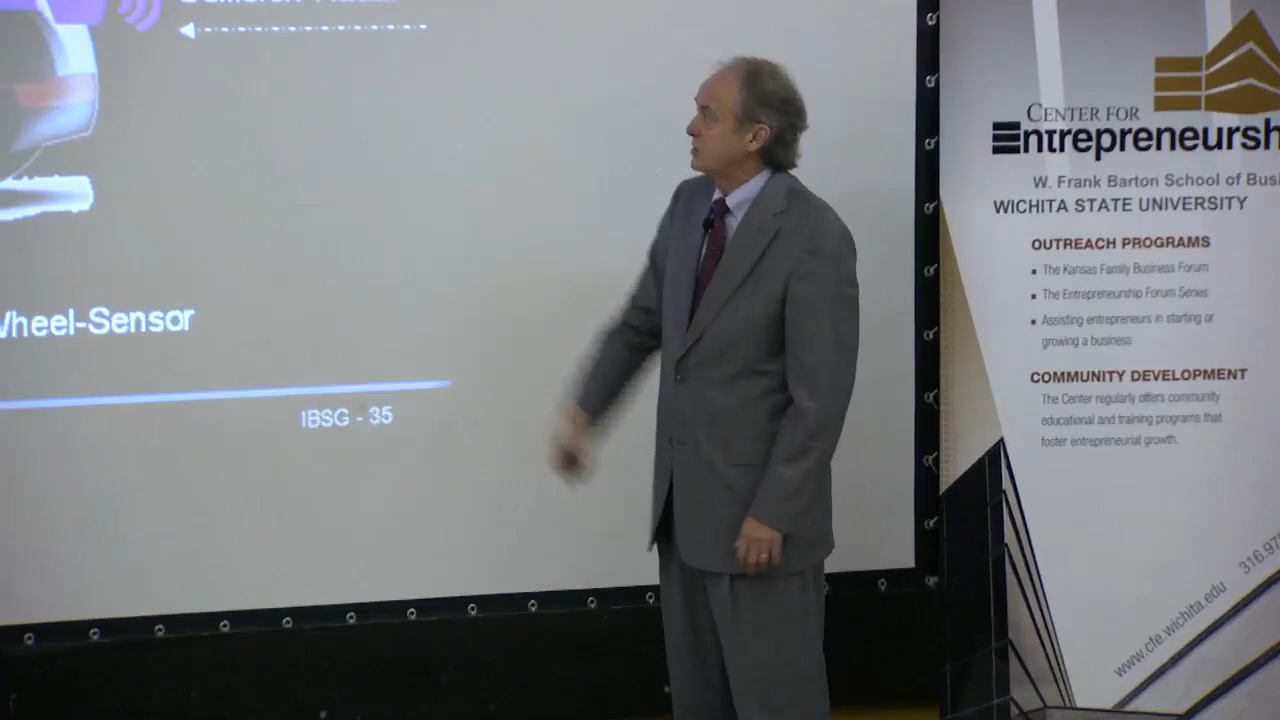 Wheel-Sensor
IBSG - 35
CENTER FOR
Entrepreneursh
W. Frank Barton School of Busi
WICHITA STATE UNIVERSITY
OUTREACH PROGRAMS
▪ The Kansas Family Business Forum
▪ The Entrepreneurship Forum Series
▪ Assisting entrepreneurs in starting or
growing a business
COMMUNITY DEVELOPMENT
The Center regularly offers community
educational and training programs that
foster entrepreneurial growth.
www.cfe.wichita.edu 316.97